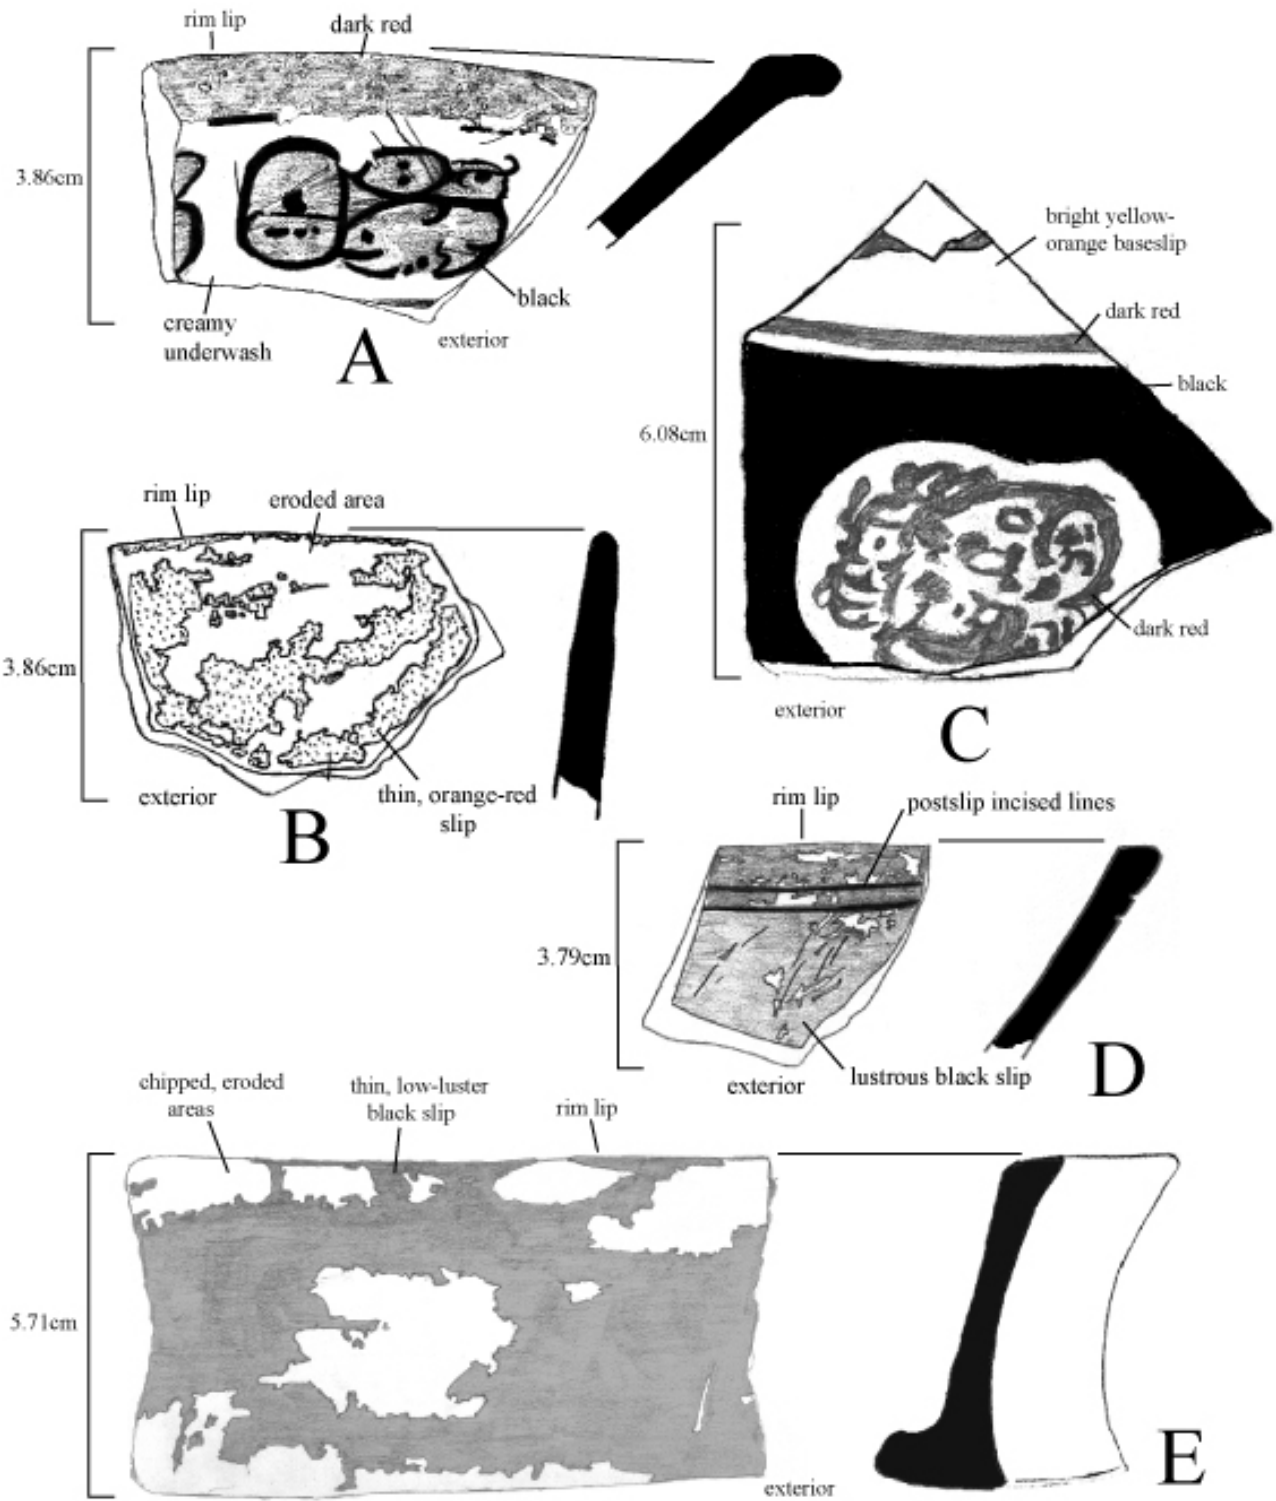 rim lip
dark red
3.86cm
creamy
underwash
black
exterior
A
bright yellow-
orange baseslip
dark red
black
6.08cm
dark red
exterior
C
rim lip
eroded area
3.86cm
exterior
thin, orange-red
slip
B
rim lip
postslip incised lines
3.79cm
exterior
lustrous black slip
D
chipped, eroded
areas
thin, low-luster
black slip
rim lip
5.71cm
exterior
E